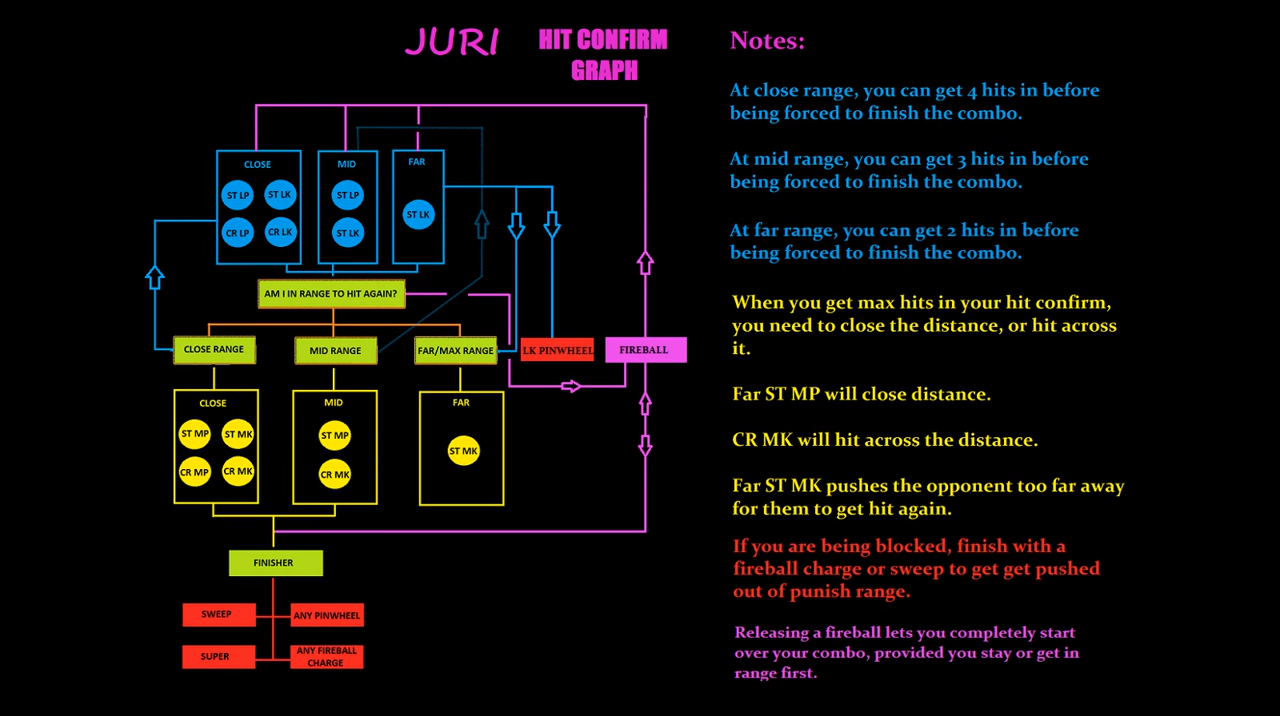 JURI
HIT CONFIRM
GRAPH
CLOSE
ST LP
ST LK
CR LP
CR LK
MID
ST LP
ST LK
FAR
ST LK
AM I IN RANGE TO HIT AGAIN?
CLOSE RANGE
MID RANGE
FAR/MAX RANGE
LK PINWHEEL
FIREBALL
CLOSE
ST MP
ST MK
CR MP
CR MK
MID
ST MP
CR MK
FAR
ST MK
FINISHER
SWEEP
ANY PINWHEEL
SUPER
ANY FIREBALL
CHARGE
Notes:
At close range, you can get 4 hits in before
being forced to finish the combo.
At mid range, you can get 3 hits in before
being forced to finish the combo.
At far range, you can get 2 hits in before
being forced to finish the combo.
When you get max hits in your hit confirm,
you need to close the distance, or hit across
it.
Far ST MP will close distance.
CR MK will hit across the distance.
Far ST MK pushes the opponent too far away
for them to get hit again.
If you are being blocked, finish with a
fireball charge or sweep to get get pushed
out of punish range.
Releasing a fireball lets you completely start
over your combo, provided you stay or get in
range first.